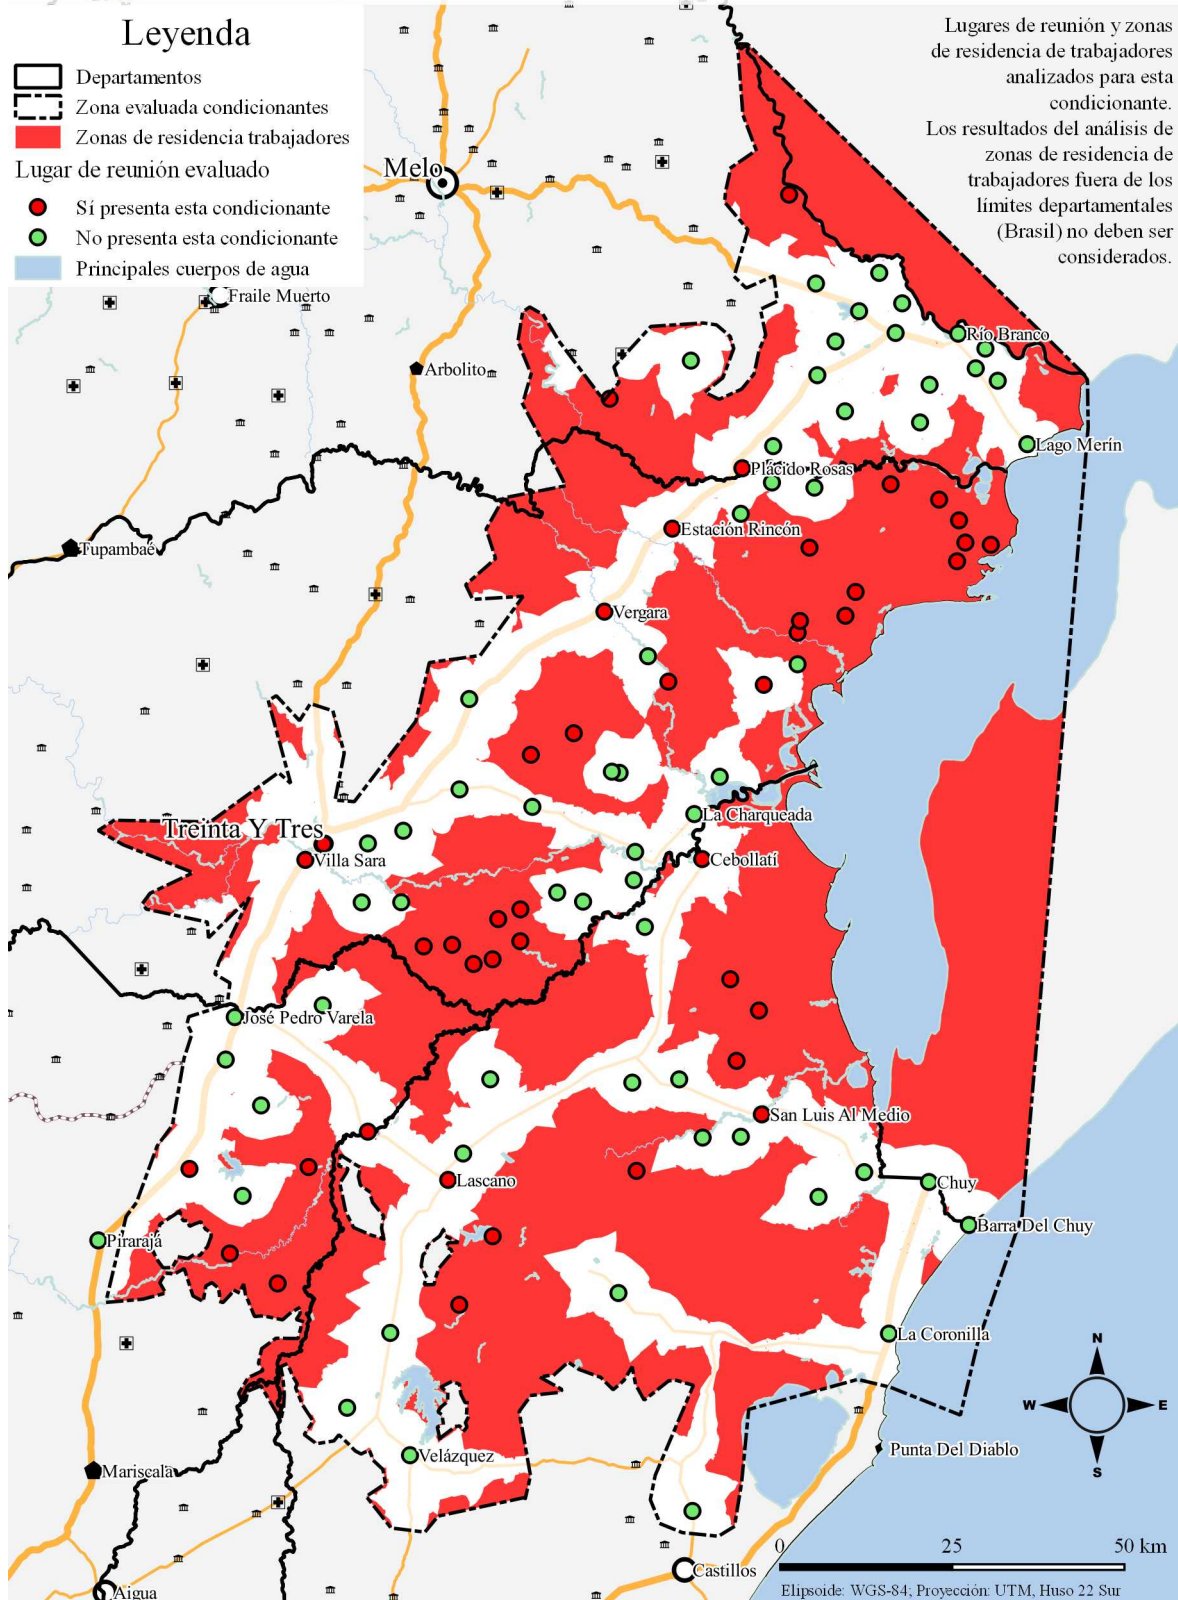 Leyenda
Departamentos
Zona evaluada condicionantes
Zonas de residencia trabajadores
Lugar de reunión evaluado
Sí presenta esta condicionante
No presenta esta condicionante
Principales cuerpos de agua
Lugares de reunión y zonas
de residencia de trabajadores
analizados para esta
condicionante.
Los resultados del análisis de
zonas de residencia de
trabajadores fuera de los
límites departamentales
(Brasil) no deben ser
considerados.
Melo
Fraile Muerto
Río Branco
Arbolito
Lago Merín
Plácido Rosas
Estación Rincón
Tupambaé
Vergara
La Charqueada
Treinta Y Tres
Villa Sara
Cebollatí
José Pedro Varela
San Luis Al Medio
Lascano
Chuy
Barra Del Chuy
Pirarajá
La Coronilla
N
W E
S
Velázquez
Punta Del Diablo
Mariscala
Castillos
Aigua
0 25 50 km
Elipsoide: WGS-84; Proyección: UTM, Huso 22 Sur